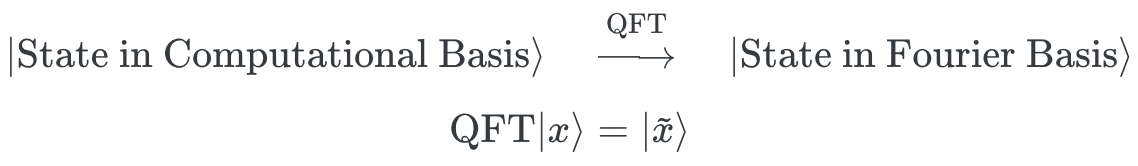 |State in Computational Basis⟩ QFT⟶ |State in Fourier Basis⟩
QFT|x⟩ = |x̃⟩